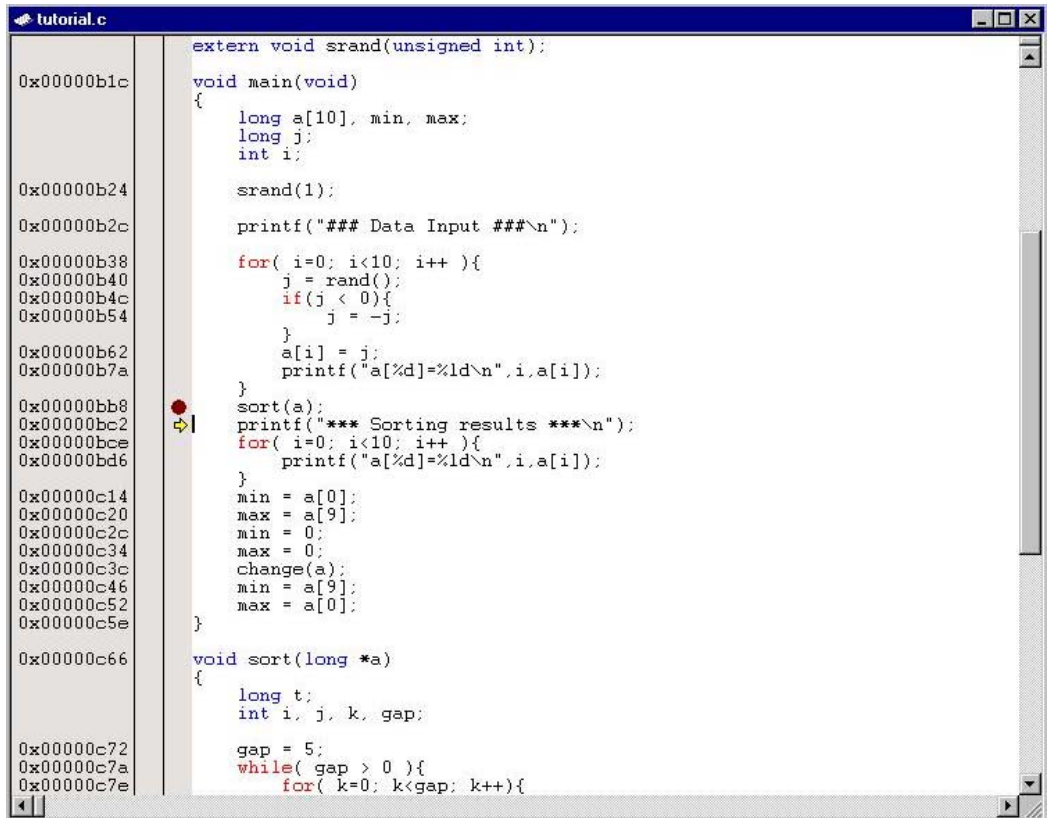 tutorial.c
extern void srand(unsigned int);
0x00000b1c void main(void)
{
long a[10], min, max;
long j;
int i;
0x00000b24 srand(1);
0x00000b2c printf("### Data Input ###\n");
0x00000b38 for( i=0; i<10; i++ ){
0x00000b40 j = rand();
0x00000b4c if(j < 0){
0x00000b54 j = -j;
}
0x00000b62 a[i] = j;
0x00000b7a printf("a[%d]=%ld\n",i,a[i]);
}
0x00000bb8 sort(a);
0x00000bc2 printf("*** Sorting results ***\n");
0x00000bce for( i=0; i<10; i++ ){
0x00000bd6 printf("a[%d]=%ld\n",i,a[i]);
}
0x00000c14 min = a[0];
0x00000c20 max = a[9];
0x00000c2c min = 0;
0x00000c34 max = 0;
0x00000c3c change(a);
0x00000c46 min = a[9];
0x00000c52 max = a[0];
0x00000c5e }
0x00000c66 void sort(long *a)
{
long t;
int i, j, k, gap;
0x00000c72 gap = 5;
0x00000c7a while( gap > 0 ){
0x00000c7e for( k=0; k<gap; k++){